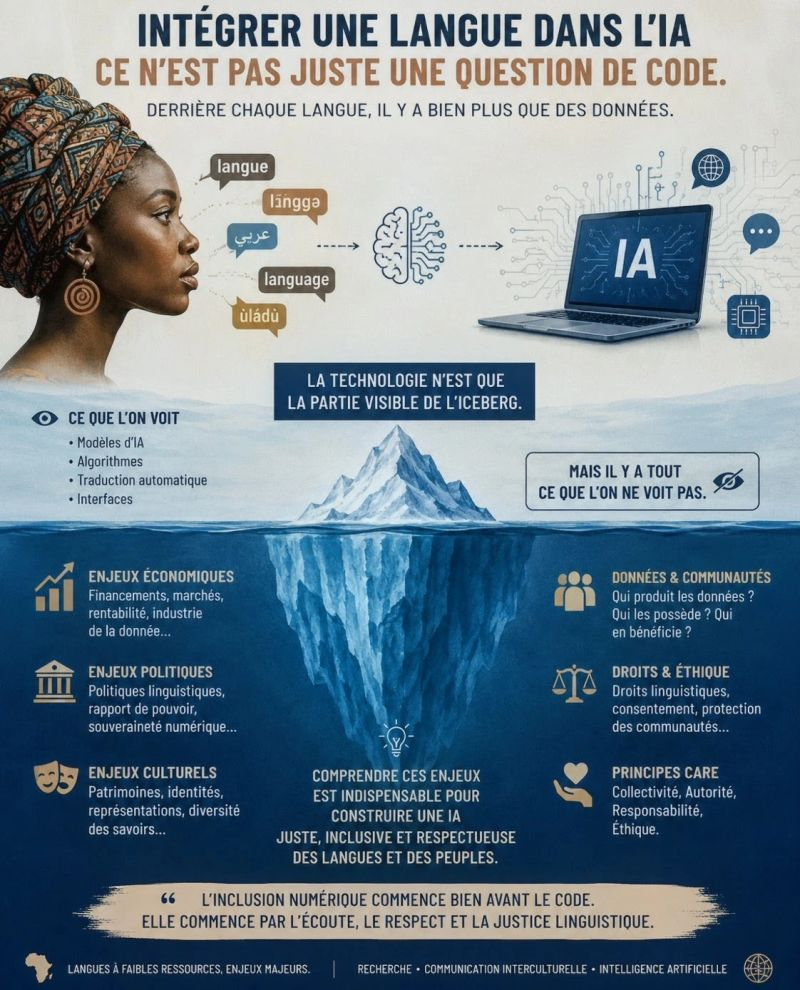 INTÉGRER UNE LANGUE DANS L'IA
CE N'EST PAS JUSTE UNE QUESTION DE CODE.
DERRIÈRE CHAQUE LANGUE, IL Y A BIEN PLUS QUE DES DONNÉES.
langue
lĩnggə
عربي
language
ùládù
IA
LA TECHNOLOGIE N'EST QUE
LA PARTIE VISIBLE DE L'ICEBERG.
CE QUE L'ON VOIT
• Modèles d'IA
• Algorithmes
• Traduction automatique
• Interfaces
MAIS IL Y A TOUT
CE QUE L'ON NE VOIT PAS.
ENJEUX ÉCONOMIQUES
Financements, marchés,
rentabilité, industrie
de la donnée...
ENJEUX POLITIQUES
Politiques linguistiques,
rapport de pouvoir,
souveraineté numérique...
ENJEUX CULTURELS
Patrimoines, identités,
représentations, diversité
des savoirs...
DONNÉES & COMMUNAUTÉS
Qui produit les données ?
Qui les possède ? Qui
en bénéficie ?
DROITS & ÉTHIQUE
Droits linguistiques,
consentement, protection
des communautés...
PRINCIPES CARE
Collectivité, Autorité,
Responsabilité,
Éthique.
COMPRENDRE CES ENJEUX
EST INDISPENSABLE POUR
CONSTRUIRE UNE IA
JUSTE, INCLUSIVE ET RESPECTUEUSE
DES LANGUES ET DES PEUPLES.
“ L'INCLUSION NUMÉRIQUE COMMENCE BIEN AVANT LE CODE.
ELLE COMMENCE PAR L'ÉCOUTE, LE RESPECT ET LA JUSTICE LINGUISTIQUE.
LANGUES À FAIBLES RESSOURCES, ENJEUX MAJEURS. | RECHERCHE • COMMUNICATION INTERCULTURELLE • INTELLIGENCE ARTIFICIELLE